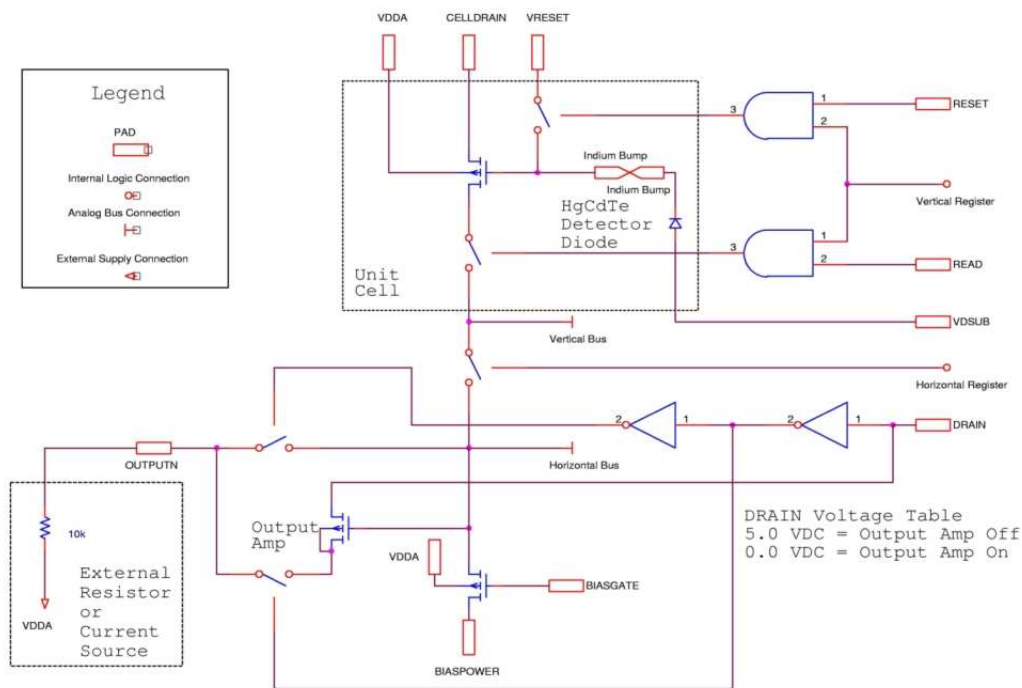 VDDA
CELLDRAIN
VRESET
Legend
PAD
Internal Logic Connection
Analog Bus Connection
External Supply Connection
3
1
2
RESET
Indium Bump
Indium Bump
HgCdTe
Detector
Diode
Vertical Register
3
1
2
READ
Unit
Cell
VDSUB
Vertical Bus
Horizontal Register
2
1
2
1
DRAIN
OUTPUTN
Horizontal Bus
10k
External
Resistor
or
Current
Source
VDDA
Output
Amp
VDDA
BIASGATE
BIASPOWER
DRAIN Voltage Table
5.0 VDC = Output Amp Off
0.0 VDC = Output Amp On